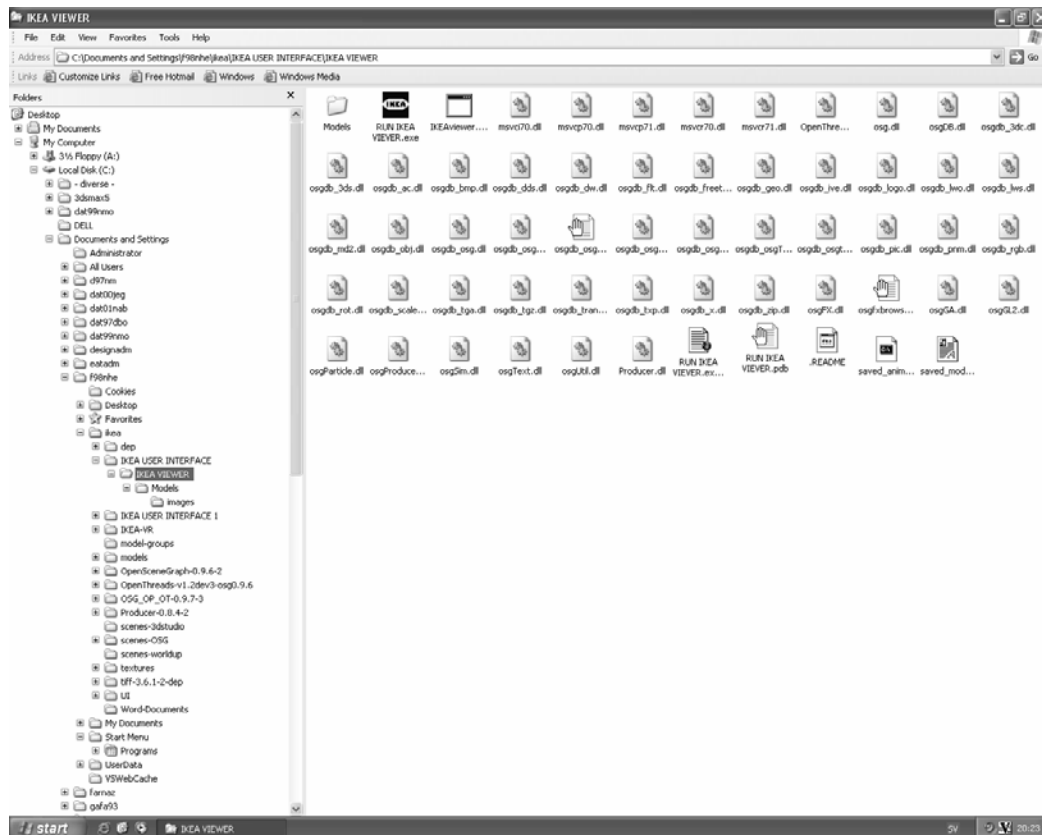 IKEA VIEWER
File Edit View Favorites Tools Help
Address C:\Documents and Settings\f98nhe\ikea\IKEA USER INTERFACE\IKEA VIEWER Go
Links Customize Links Free Hotmail Windows Windows Media
Folders
Desktop
My Documents
My Computer
3½ Floppy (A:)
Local Disk (C:)
- diverse -
3dsmax5
dat99nmo
DELL
Documents and Settings
Administrator
All Users
d97nm
dat00jeg
dat01nab
dat97dbo
dat99nmo
designadm
eatadm
f98nhe
Cookies
Desktop
Favorites
ikea
dep
IKEA USER INTERFACE
IKEA VIEWER
Models
images
IKEA USER INTERFACE 1
IKEA-VR
model-groups
models
OpenSceneGraph-0.9.6-2
OpenThreads-v1.2dev3-osg0.9.6
OSG_OP_OT-0.9.7-3
Producer-0.8.4-2
scenes-3dstudio
scenes-OSG
scenes-worldup
textures
tiff-3.6.1-2-dep
UI
Word-Documents
My Documents
Start Menu
Programs
UserData
VSWebCache
farnaz
gafa93
IKEA
Models RUN IKEA VIEVER.exe IKEAviewer.... msvci70.dll msvcp70.dll msvcp71.dll msvcr70.dll msvcr71.dll OpenThre... osg.dll osgDB.dll osgdb_3dc.dll
osgdb_3ds.dll osgdb_ac.dll osgdb_bmp.dll osgdb_dds.dll osgdb_dw.dll osgdb_flt.dll osgdb_freet... osgdb_geo.dll osgdb_ive.dll osgdb_logo.dll osgdb_lwo.dll osgdb_lws.dll
osgdb_md2.dll osgdb_obj.dll osgdb_osg.dll osgdb_osg... osgdb_osg... osgdb_osg... osgdb_osg... osgdb_osgT... osgdb_osgt... osgdb_pic.dll osgdb_pnm.dll osgdb_rgb.dll
osgdb_rot.dll osgdb_scale... osgdb_tga.dll osgdb_tgz.dll osgdb_tran... osgdb_txp.dll osgdb_x.dll osgdb_zip.dll osgFX.dll osgfxbrows... osgGA.dll osgGL2.dll
osgParticle.dll osgProduce... osgSim.dll osgText.dll osgUtil.dll Producer.dll RUN IKEA VIEVER.ex... RUN IKEA VIEVER.pdb .README saved_anim... saved_mod...
start IKEA VIEWER SV 20:23